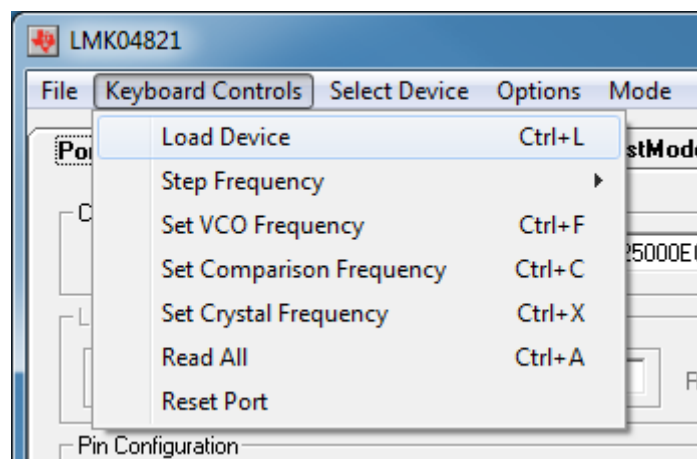 LMK04821
File Keyboard Controls Select Device Options Mode
Load Device Ctrl+L
Step Frequency
Set VCO Frequency Ctrl+F
Set Comparison Frequency Ctrl+C
Set Crystal Frequency Ctrl+X
Read All Ctrl+A
Reset Port
Pin Configuration